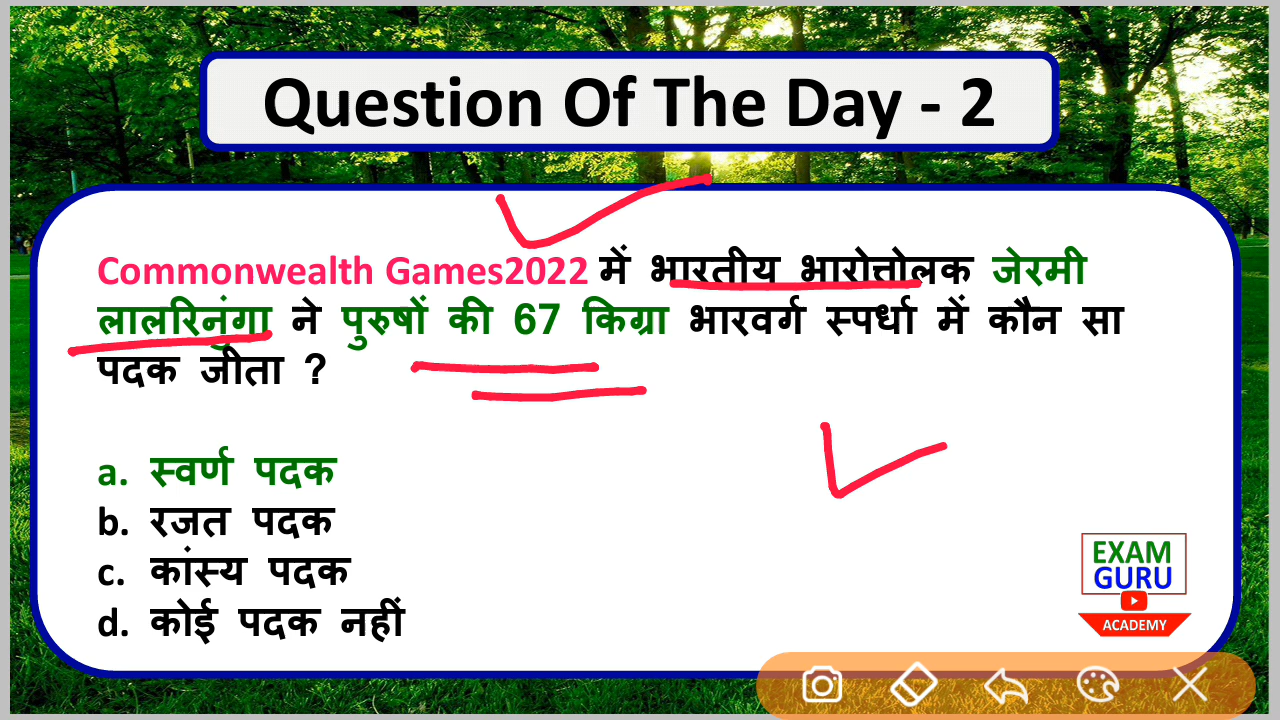 Question Of The Day - 2
Commonwealth Games2022 में भारतीय भारोत्तोलक जेरमी
लालरिनुंगा ने पुरुषों की 67 किग्रा भारवर्ग स्पर्धा में कौन सा
पदक जीता ?
a. स्वर्ण पदक
b. रजत पदक
c. कांस्य पदक
d. कोई पदक नहीं
EXAM
GURU
ACADEMY